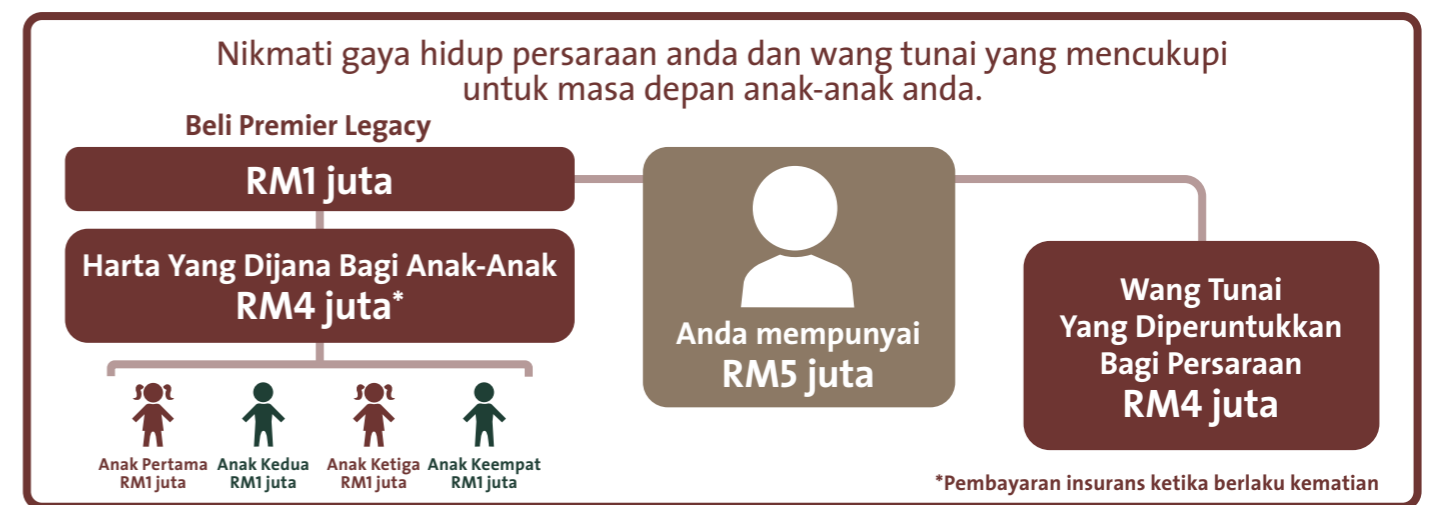 Nikmati gaya hidup persaraan anda dan wang tunai yang mencukupi
untuk masa depan anak-anak anda.
Beli Premier Legacy
RM1 juta
Harta Yang Dijana Bagi Anak-Anak
RM4 juta*
Anak Pertama
RM1 juta
Anak Kedua
RM1 juta
Anak Ketiga
RM1 juta
Anak Keempat
RM1 juta
Anda mempunyai
RM5 juta
Wang Tunai
Yang Diperuntukkan
Bagi Persaraan
RM4 juta
*Pembayaran insurans ketika berlaku kematian